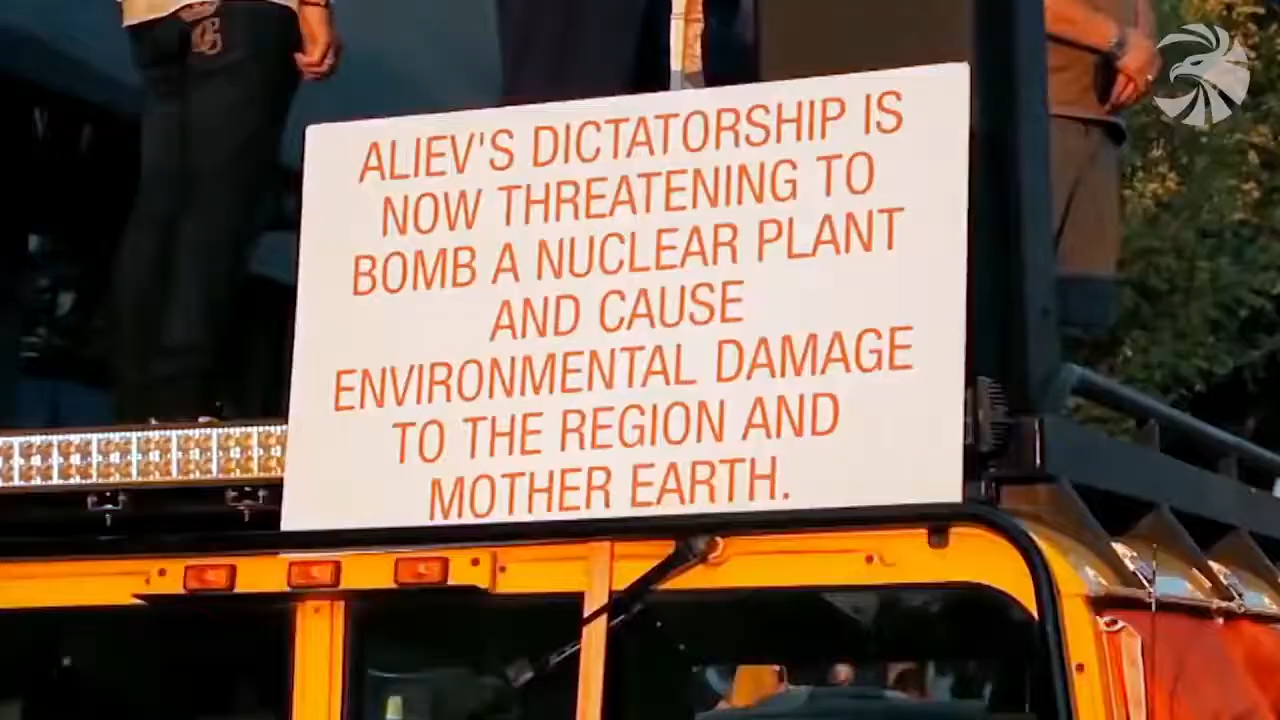 ALIEV'S DICTATORSHIP IS
NOW THREATENING TO
BOMB A NUCLEAR PLANT
AND CAUSE
ENVIRONMENTAL DAMAGE
TO THE REGION AND
MOTHER EARTH.